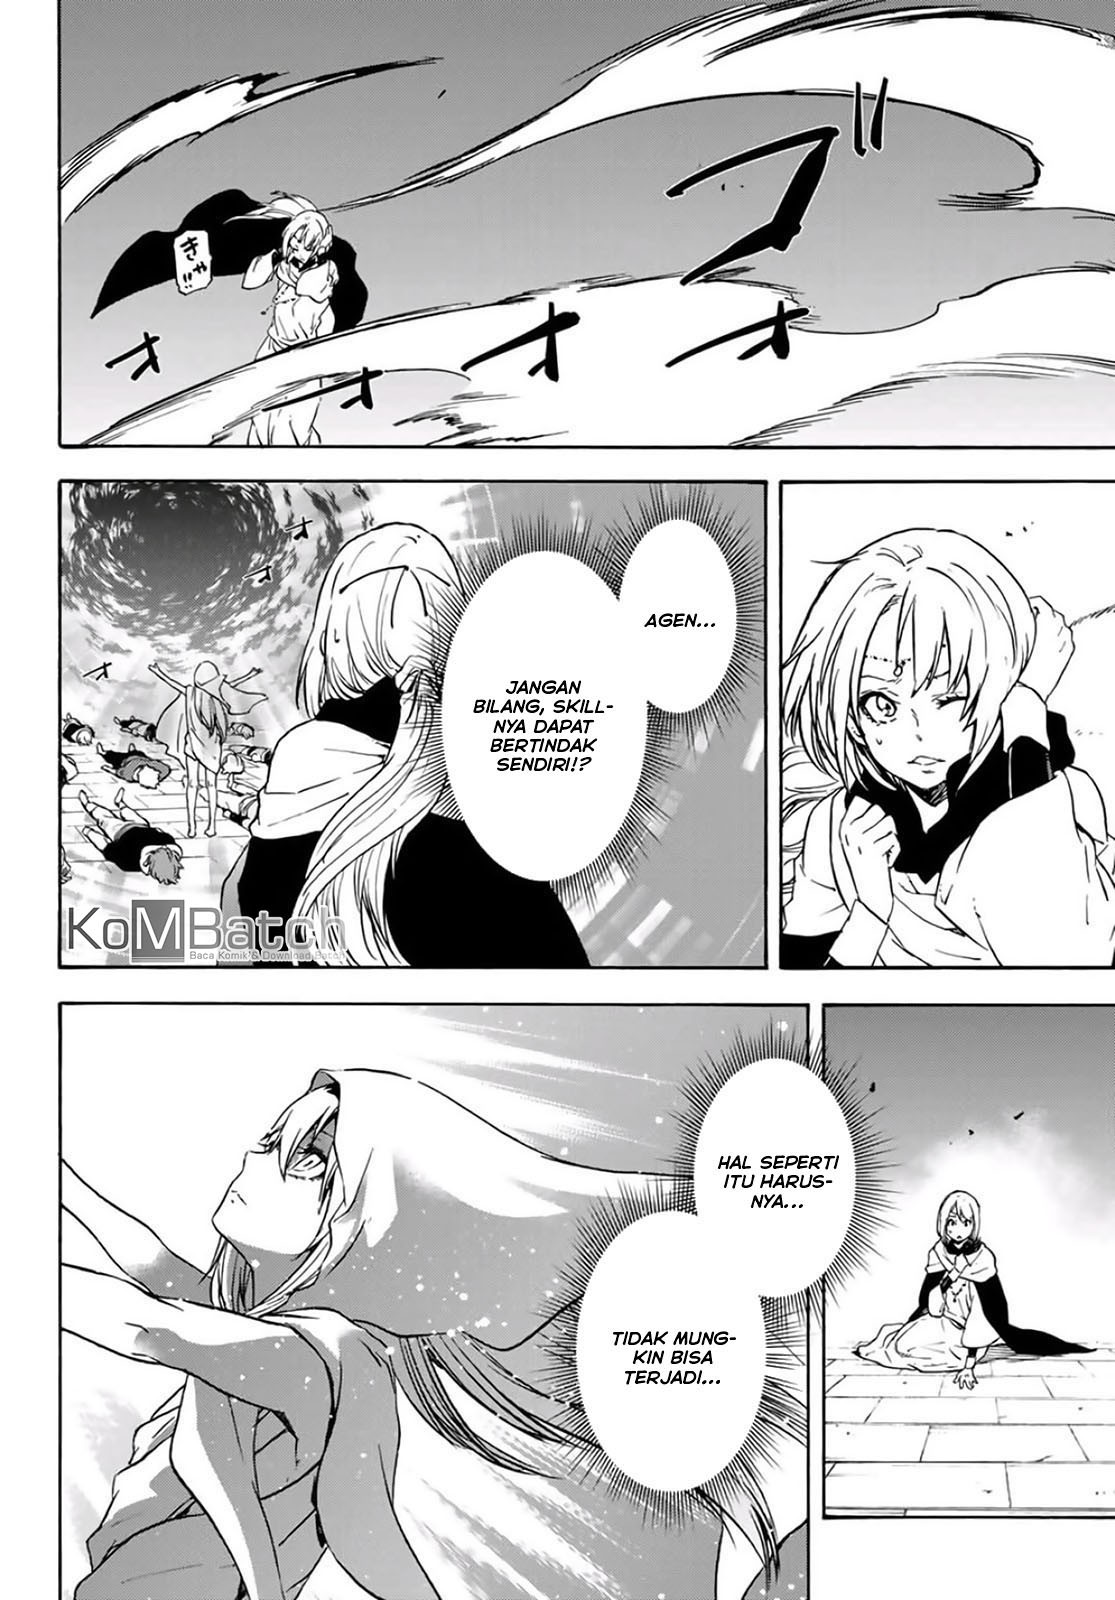 ゴ
オ
オ
オ
きゃ!!
AGEN...
JANGAN
BILANG, SKILL-
NYA DAPAT
BERTINDAK
SENDIRI!?
KoMBatch
Baca Komik & Download Batch
HAL SEPERTI
ITU HARUS-
NYA...
TIDAK MUNG-
KIN BISA
TERJADI...